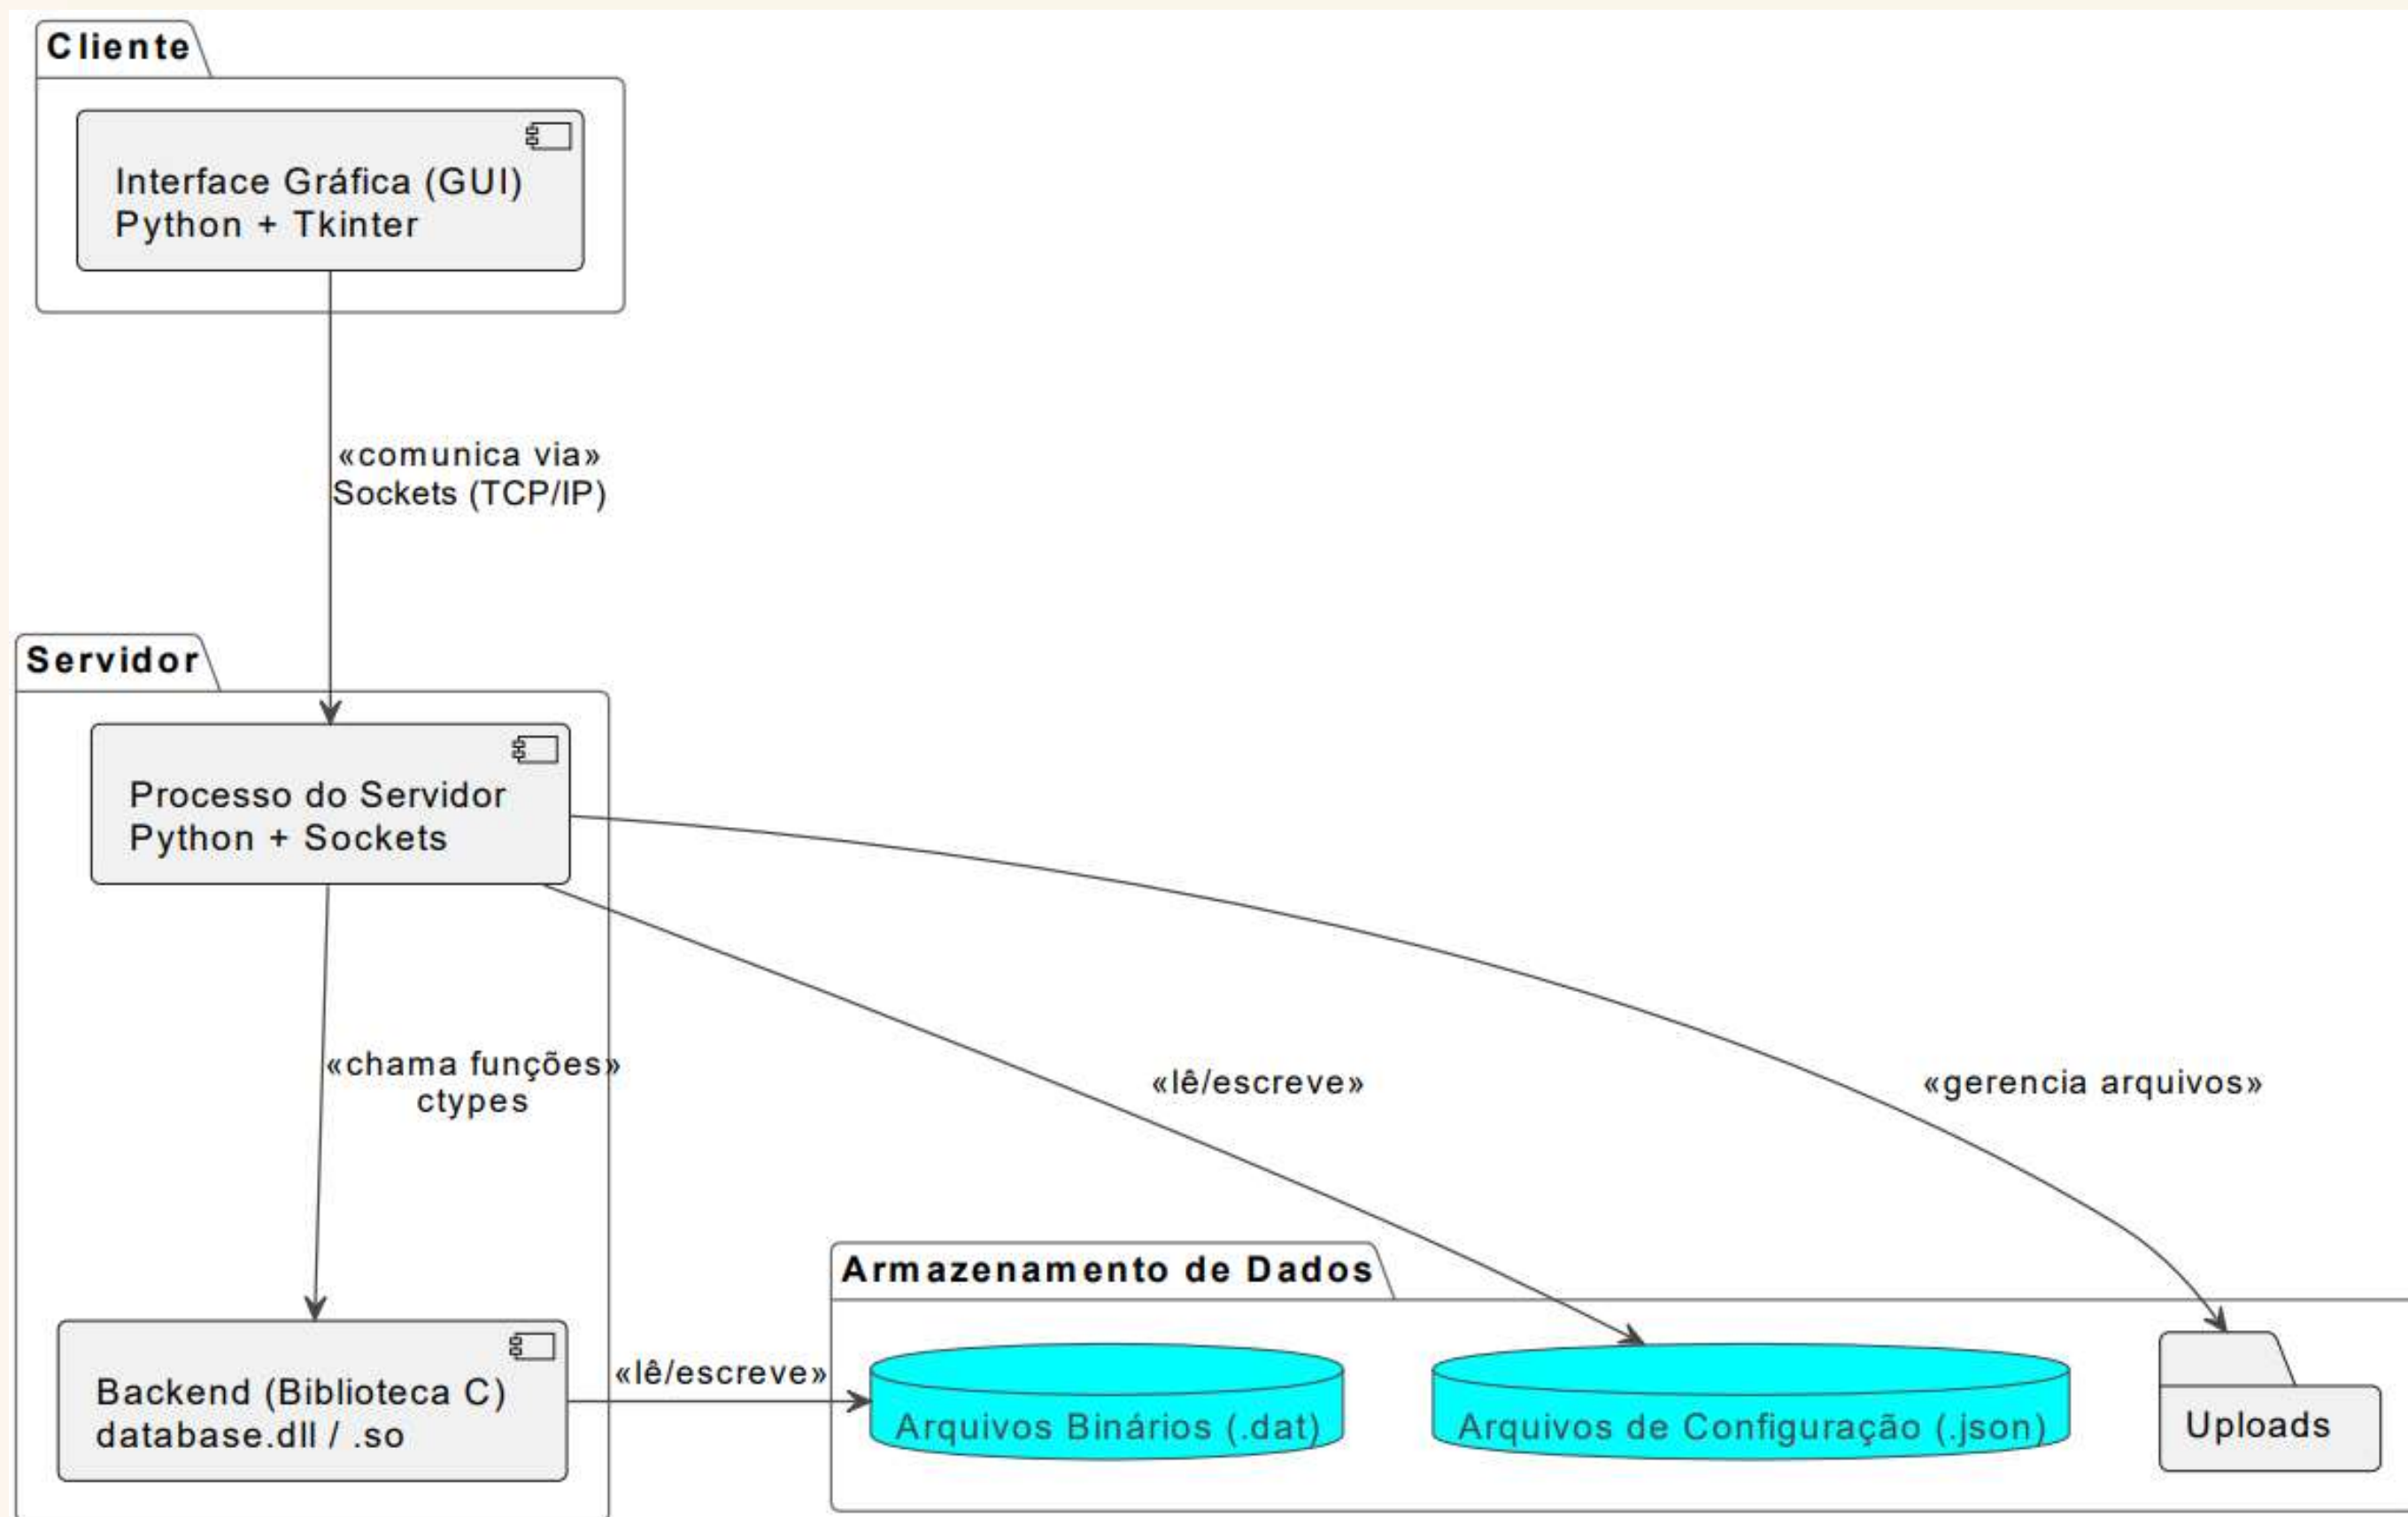 Cliente
Interface Gráfica (GUI)
Python + Tkinter
«comunica via»
Sockets (TCP/IP)
Servidor
Processo do Servidor
Python + Sockets
«chama funções»
ctypes
«lê/escreve»
«gerencia arquivos»
Armazenamento de Dados
Backend (Biblioteca C)
database.dll / .so
«lê/escreve»
Arquivos Binários (.dat)
Arquivos de Configuração (.json)
Uploads